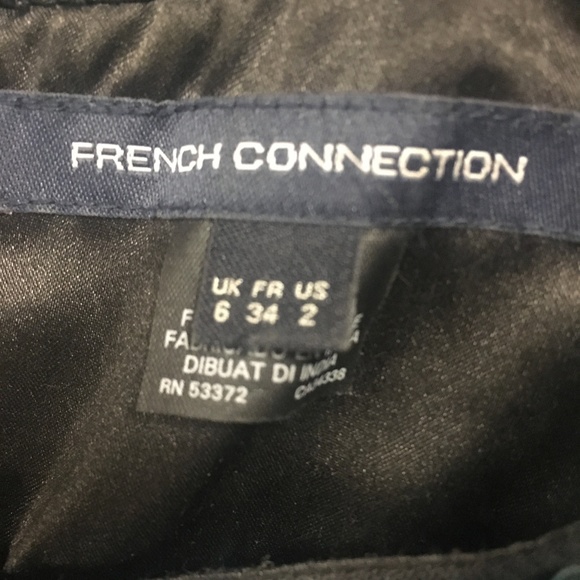 FRENCH CONNECTION
UK FR US
6 34 2
DIBUAT DI INDIA
RN 53372